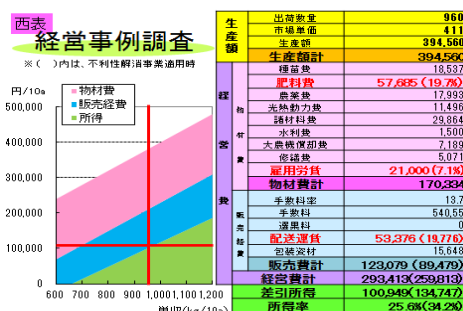 西表
経営事例調査
※( )内は、不利性解消事業適用時
円/10a
物材費
販売経費
所得
500,000
400,000
300,000
200,000
100,000
0
600 700 800 900 1,000 1,100 1,200
単収(kg/10a)
生産額
出荷数量 960
市場単価 411
生産額 394,560
生産額計 394,560
経営費
物材費
種苗費 18,537
肥料費 57,685(19.7%)
農薬費 17,993
光熱動力費 11,496
諸材料費 29,864
水利費 1,500
大農機償却費 7,189
修繕費 5,071
雇用労賃 21,000(7.1%)
物材費計 170,334
販売経費
手数料率 13.7
手数料 540,55
選果料 0
配送運賃 53,376(19,776)
包装資材 15,648
販売費計 123,079(89,479)
経営費計 293,413(259,813)
差引所得 100,949(134,747)
所得率 25.6%(34.2%)